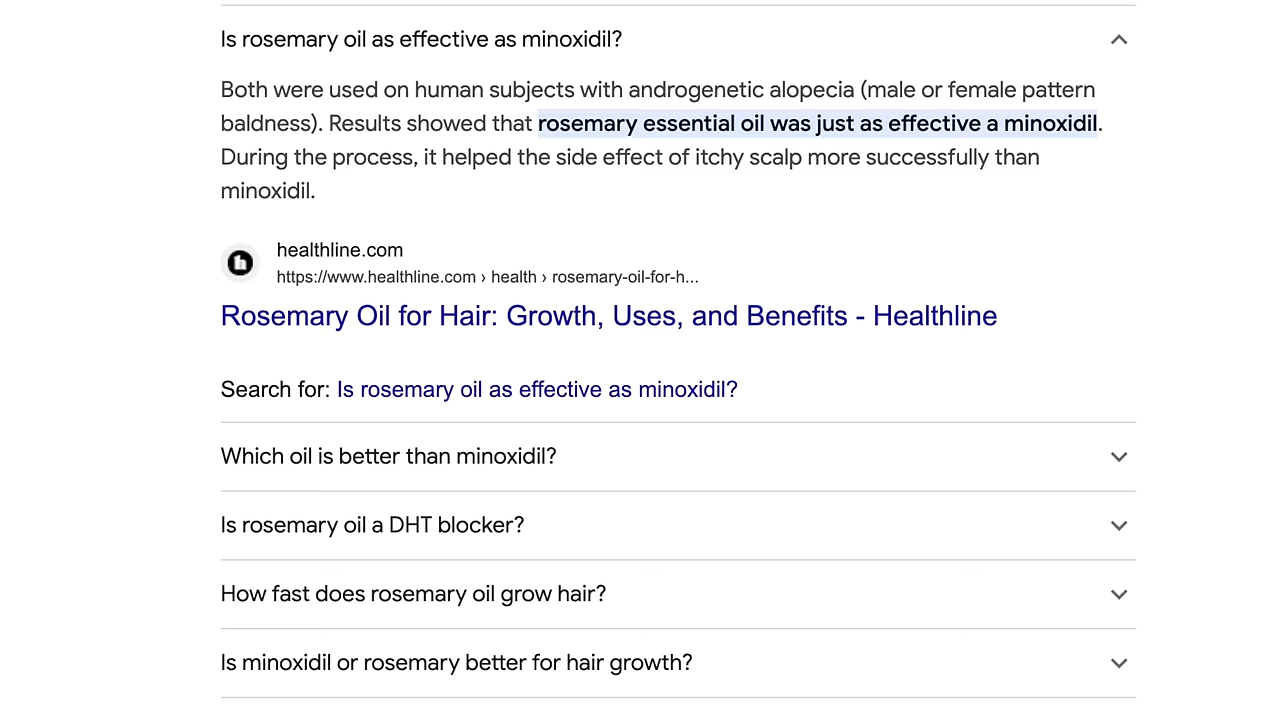 Is rosemary oil as effective as minoxidil?
Both were used on human subjects with androgenetic alopecia (male or female pattern
baldness). Results showed that rosemary essential oil was just as effective a minoxidil.
During the process, it helped the side effect of itchy scalp more successfully than
minoxidil.
healthline.com
https://www.healthline.com › health › rosemary-oil-for-h...
Rosemary Oil for Hair: Growth, Uses, and Benefits - Healthline
Search for: Is rosemary oil as effective as minoxidil?
Which oil is better than minoxidil?
Is rosemary oil a DHT blocker?
How fast does rosemary oil grow hair?
Is minoxidil or rosemary better for hair growth?